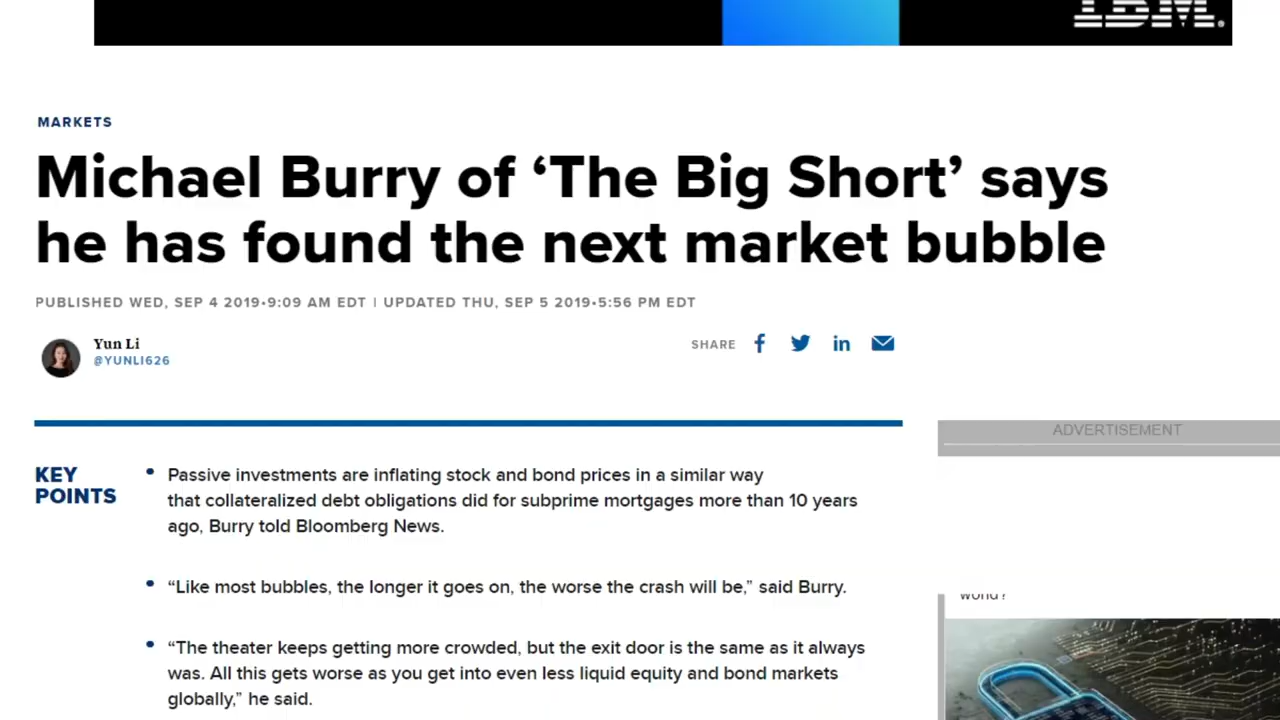 IBM.
MARKETS
Michael Burry of ‘The Big Short’ says
he has found the next market bubble
PUBLISHED WED, SEP 4 2019•9:09 AM EDT | UPDATED THU, SEP 5 2019•5:56 PM EDT
Yun Li
@YUNLI626
SHARE
ADVERTISEMENT
KEY
POINTS
• Passive investments are inflating stock and bond prices in a similar way
that collateralized debt obligations did for subprime mortgages more than 10 years
ago, Burry told Bloomberg News.
• “Like most bubbles, the longer it goes on, the worse the crash will be,” said Burry.
world?
• “The theater keeps getting more crowded, but the exit door is the same as it always
was. All this gets worse as you get into even less liquid equity and bond markets
globally,” he said.